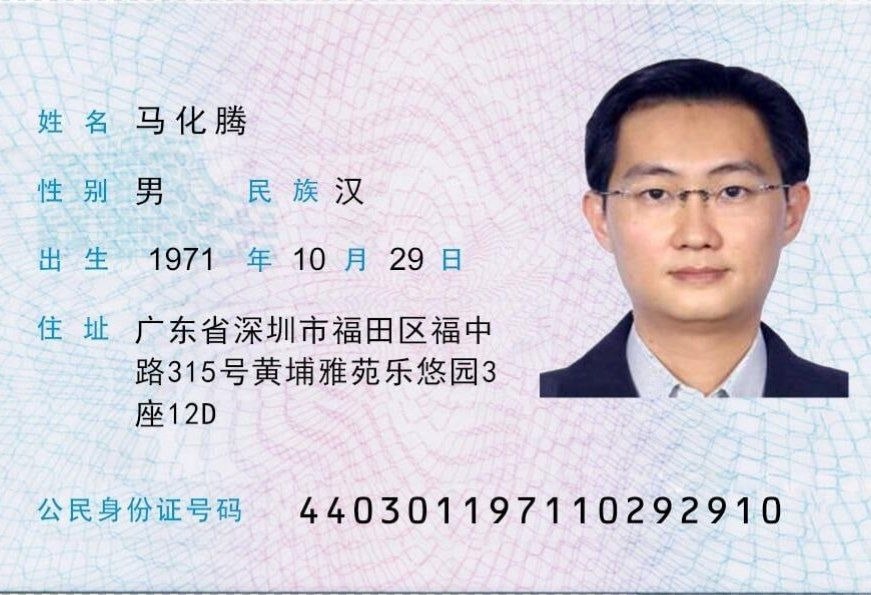 姓名 马化腾
性别 男 民族 汉
出生 1971 年 10 月 29 日
住址 广东省深圳市福田区福中
路315号黄埔雅苑乐悠园3
座12D
公民身份证号码 440301197110292910